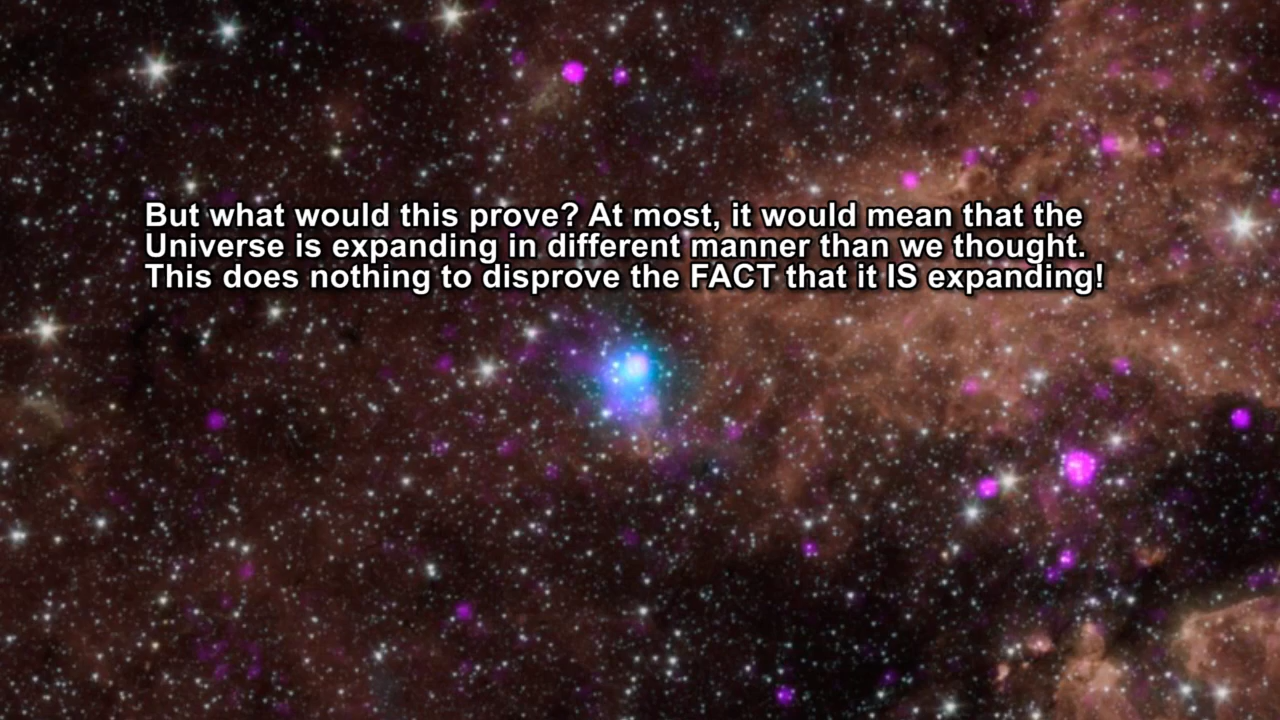 But what would this prove? At most, it would mean that the
Universe is expanding in different manner than we thought.
This does nothing to disprove the FACT that it IS expanding!